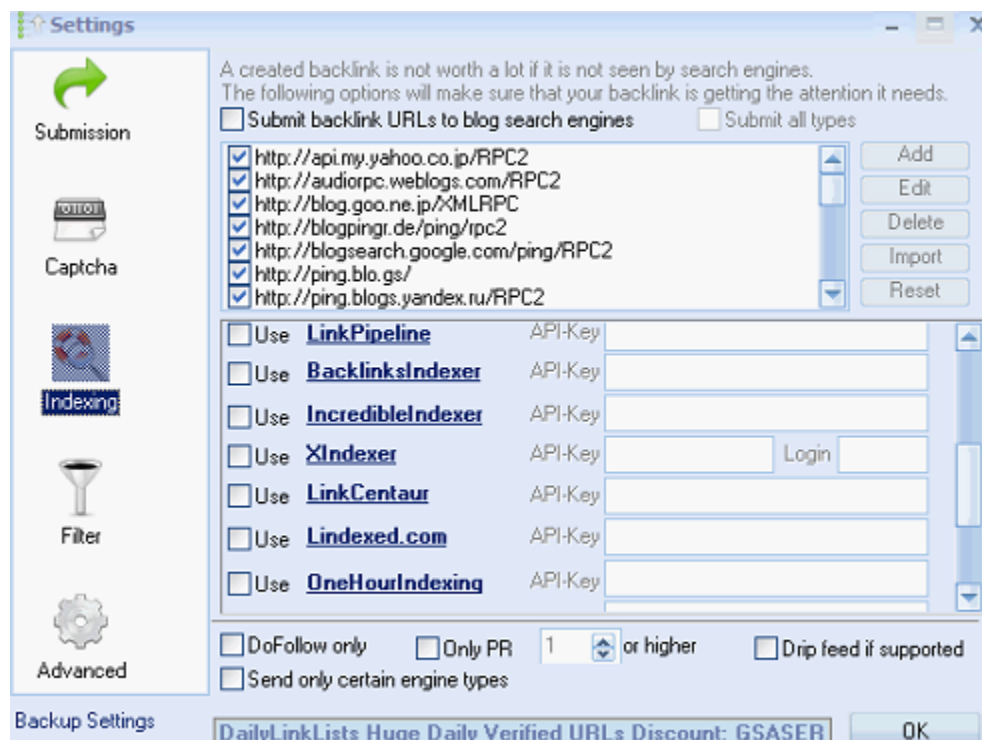 Settings
Submission
Captcha
Indexing
Filter
Advanced
Backup Settings
A created backlink is not worth a lot if it is not seen by search engines.
The following options will make sure that your backlink is getting the attention it needs.
Submit backlink URLs to blog search engines Submit all types
http://api.my.yahoo.co.jp/RPC2
http://audiorpc.weblogs.com/RPC2
http://blog.goo.ne.jp/XMLRPC
http://blogpingr.de/ping/rpc2
http://blogsearch.google.com/ping/RPC2
http://ping.blo.gs/
http://ping.blogs.yandex.ru/RPC2
Add
Edit
Delete
Import
Reset
Use LinkPipeline API-Key
Use BacklinksIndexer API-Key
Use IncredibleIndexer API-Key
Use XIndexer API-Key Login
Use LinkCentaur API-Key
Use Lindexed.com API-Key
Use OneHourIndexing API-Key
DoFollow only Only PR 1 or higher Drip feed if supported
Send only certain engine types
DailyLinkLists Huge Daily Verified URLs Discount: GSASER OK